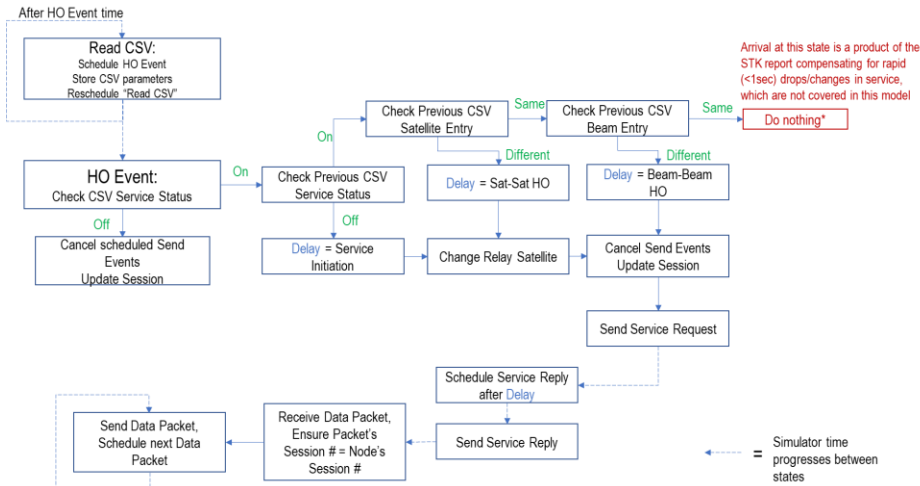 After HO Event time
Read CSV:
Schedule HO Event
Store CSV parameters
Reschedule “Read CSV”
Arrival at this state is a product of the
STK report compensating for rapid
(<1sec) drops/changes in service,
which are not covered in this model
Check Previous CSV
Satellite Entry
Same
Check Previous CSV
Beam Entry
Same
Do nothing*
On
Different
Different
HO Event:
Check CSV Service Status
On
Check Previous CSV
Service Status
Delay = Sat-Sat HO
Delay = Beam-Beam
HO
Off
Off
Cancel scheduled Send
Events
Update Session
Delay = Service
Initiation
Change Relay Satellite
Cancel Send Events
Update Session
Send Service Request
Schedule Service Reply
after Delay
Send Data Packet,
Schedule next Data
Packet
Receive Data Packet,
Ensure Packet's
Session # = Node's
Session #
Send Service Reply
= Simulator time
progresses between
states